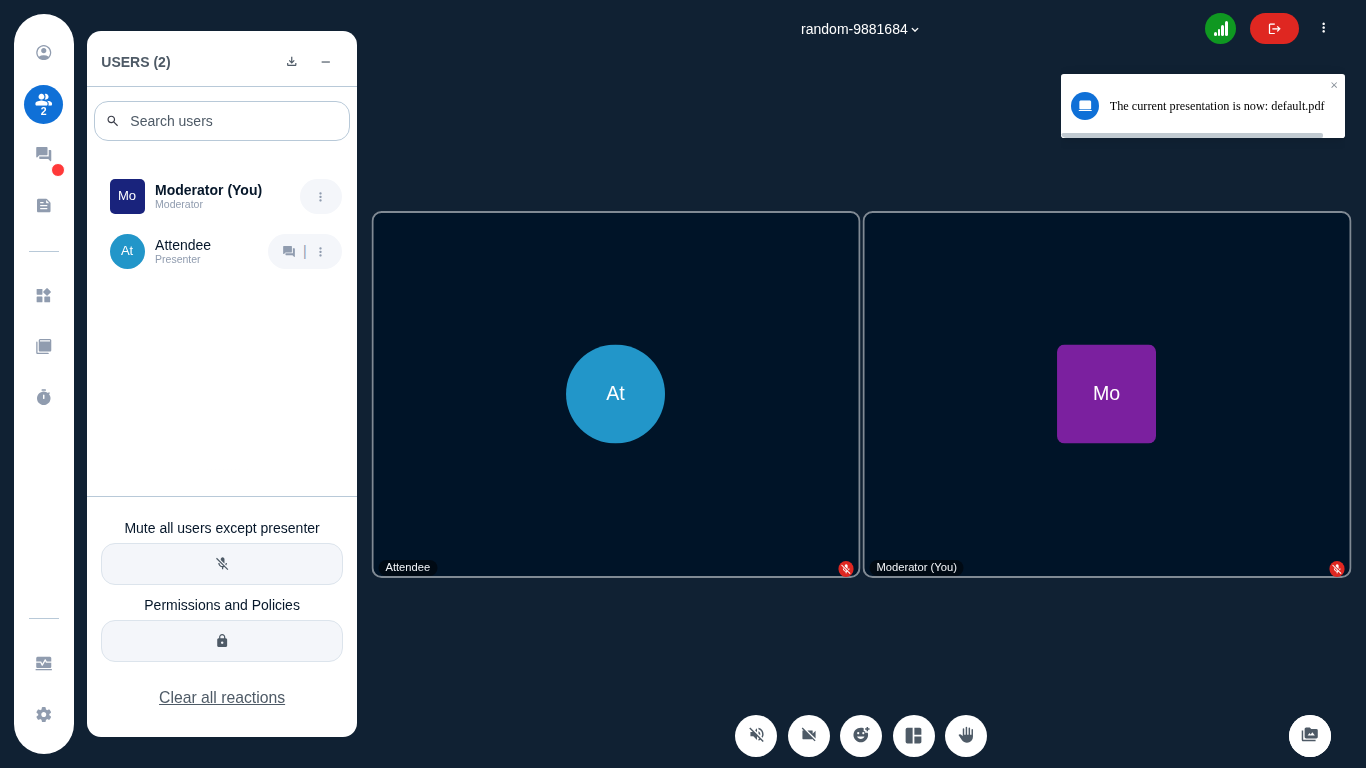 random-9881684
USERS (2)
2
Search users
The current presentation is now: default.pdf
Mo
Moderator (You)
Moderator
At
Attendee
Presenter
At
Mo
Attendee
Moderator (You)
Mute all users except presenter
Permissions and Policies
Clear all reactions